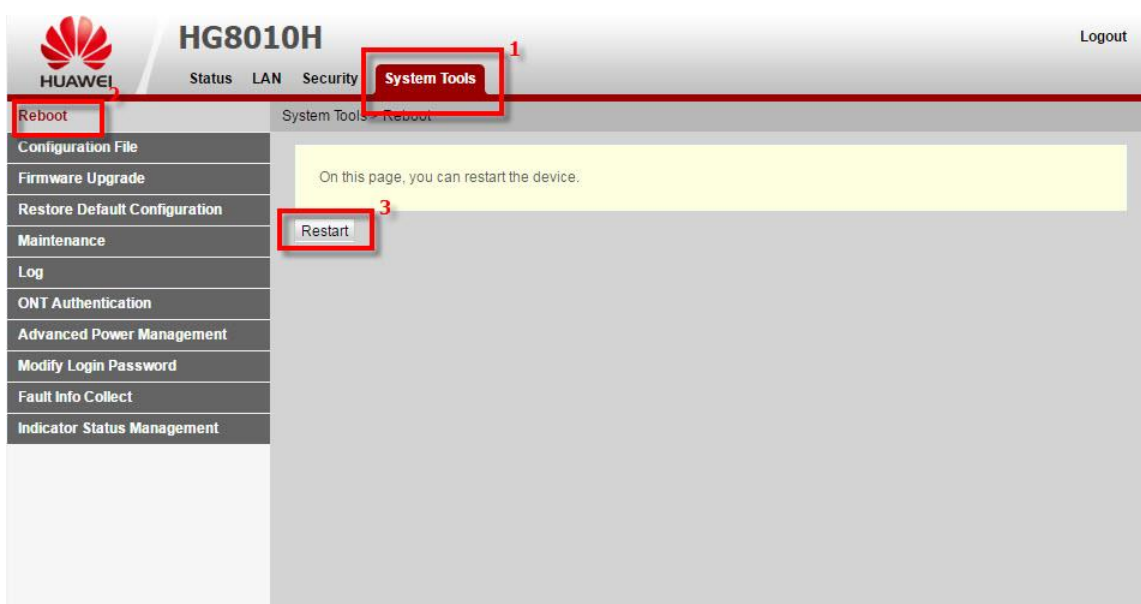 HG8010H
Logout
1
HUAWEI
Status LAN Security System Tools
2
Reboot
System Tools > Reboot
Configuration File
Firmware Upgrade
On this page, you can restart the device.
Restore Default Configuration
3
Restart
Maintenance
Log
ONT Authentication
Advanced Power Management
Modify Login Password
Fault Info Collect
Indicator Status Management